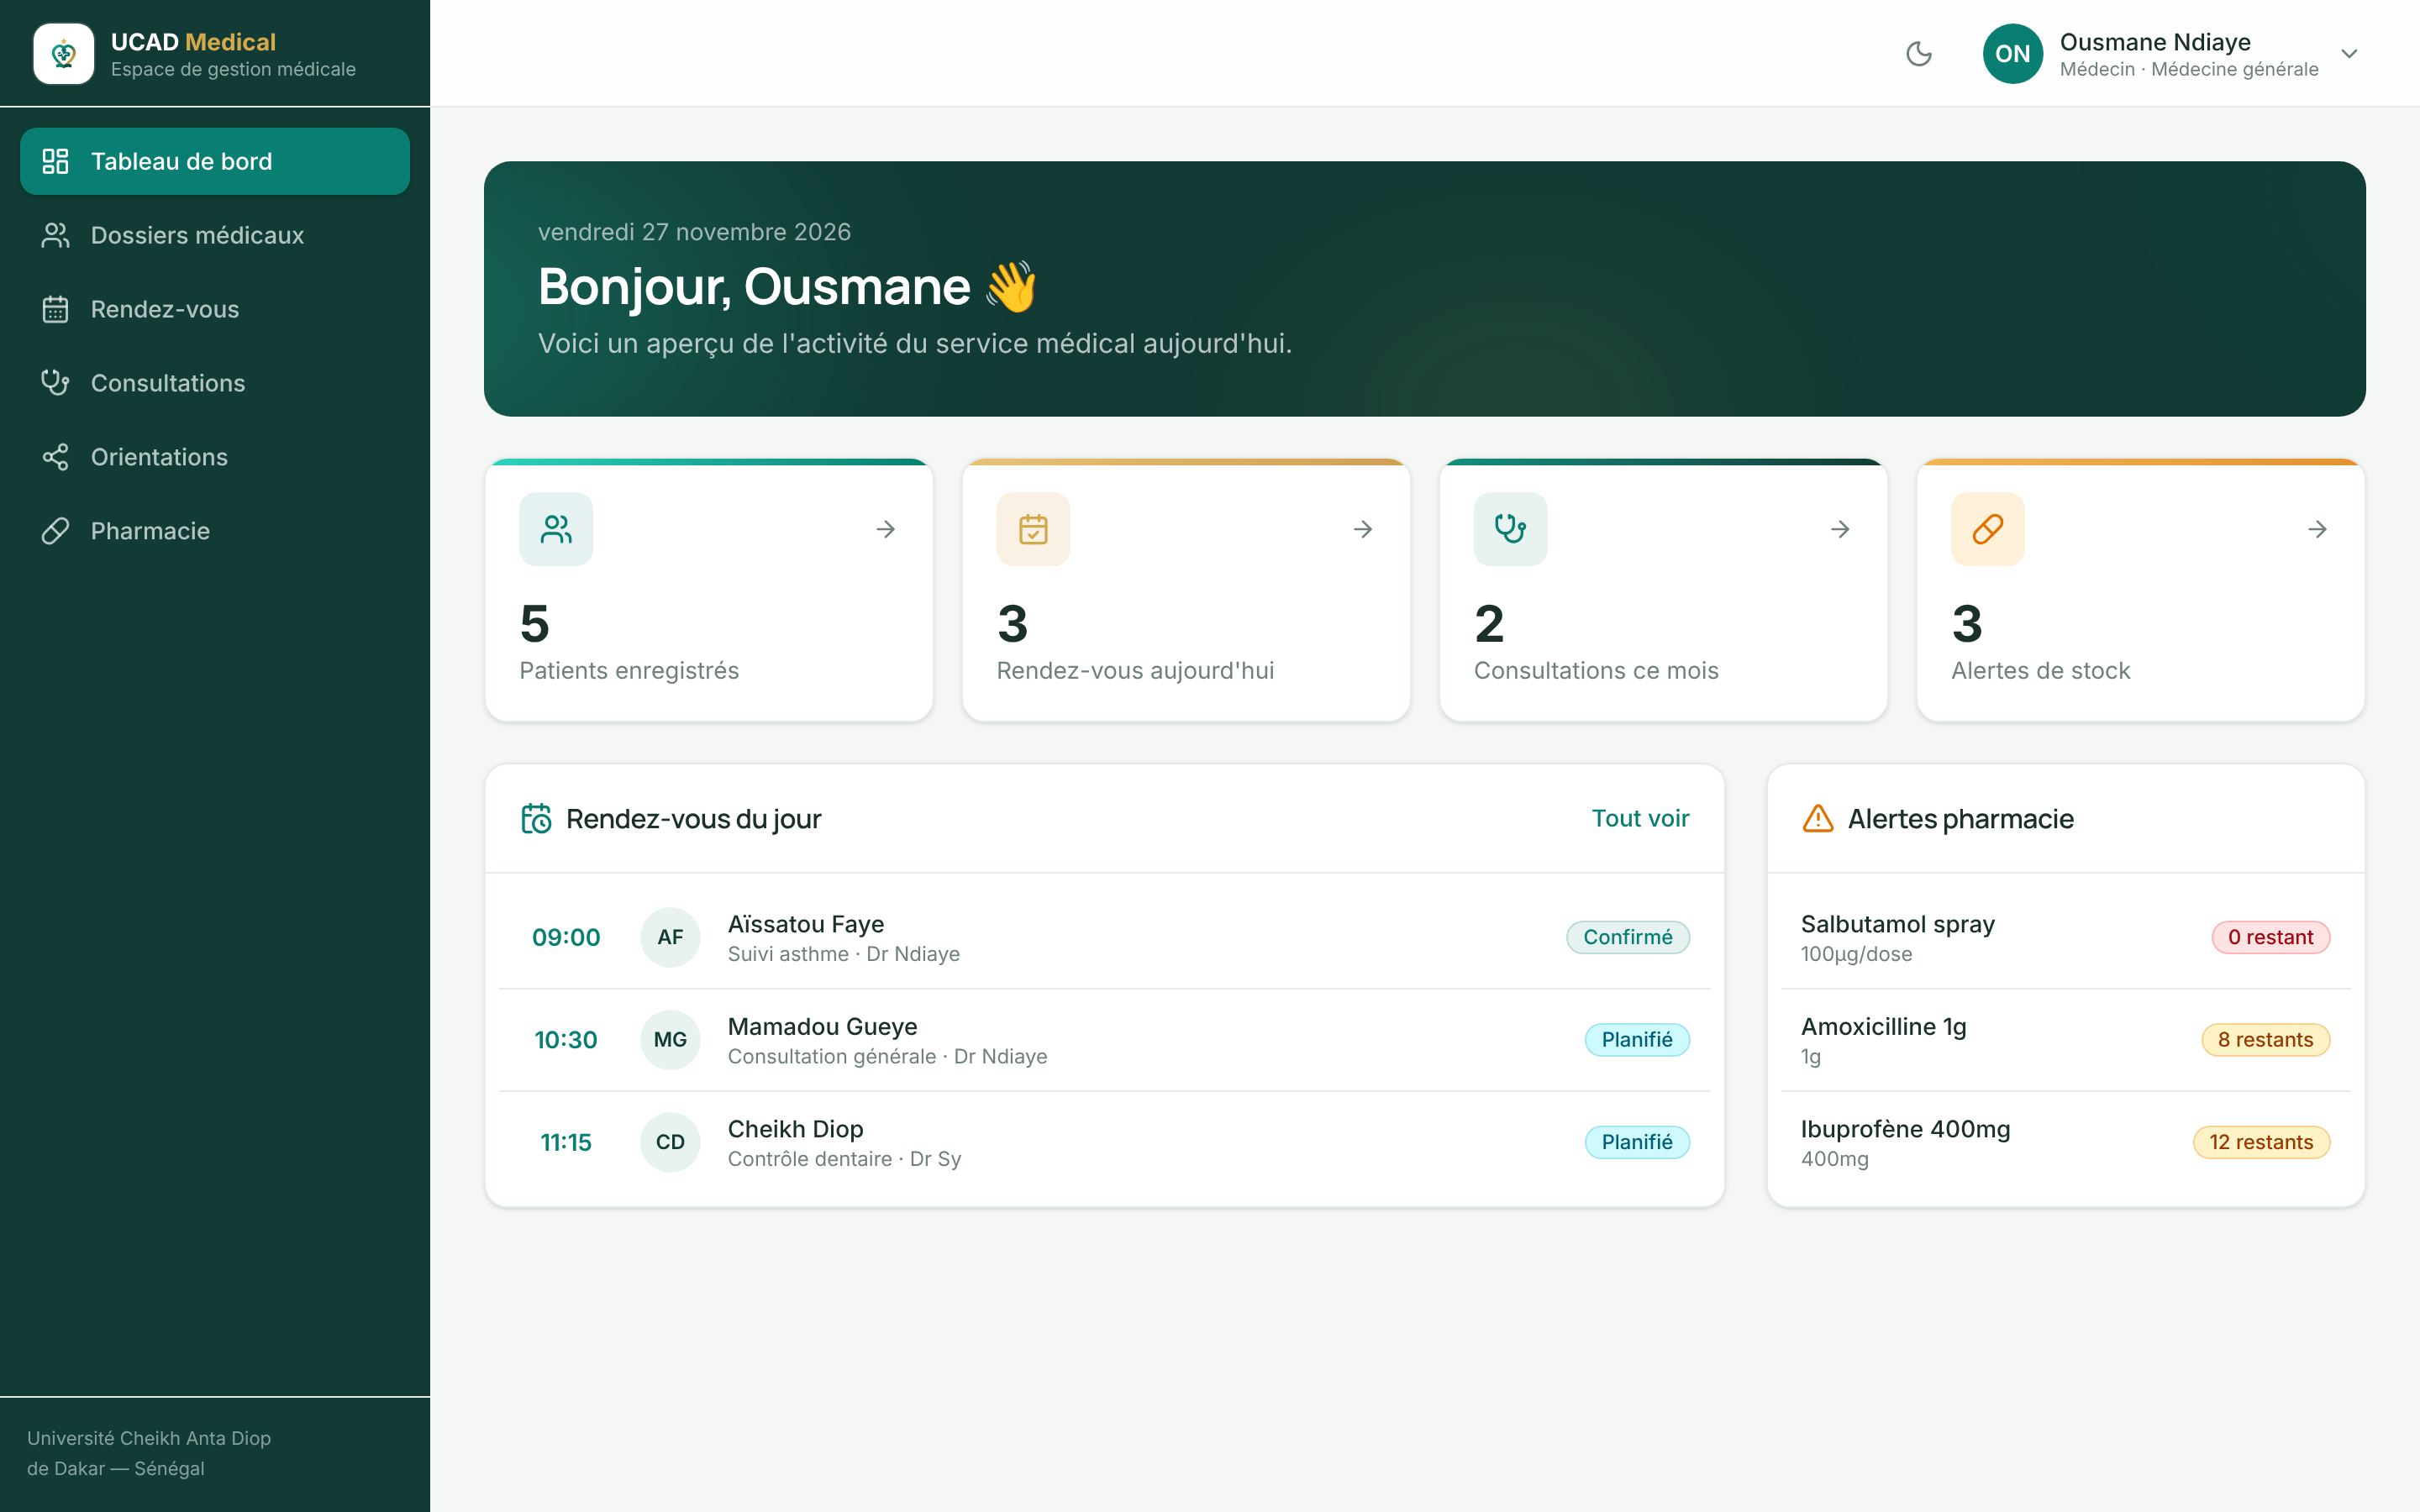 UCAD Medical
Espace de gestion médicale
Tableau de bord
Dossiers médicaux
Rendez-vous
Consultations
Orientations
Pharmacie
Université Cheikh Anta Diop
de Dakar — Sénégal
ON
Ousmane Ndiaye
Médecin · Médecine générale
vendredi 27 novembre 2026
Bonjour, Ousmane 👋
Voici un aperçu de l'activité du service médical aujourd'hui.
5
Patients enregistrés
3
Rendez-vous aujourd'hui
2
Consultations ce mois
3
Alertes de stock
Rendez-vous du jour
Tout voir
09:00
AF
Aïssatou Faye
Suivi asthme · Dr Ndiaye
Confirmé
10:30
MG
Mamadou Gueye
Consultation générale · Dr Ndiaye
Planifié
11:15
CD
Cheikh Diop
Contrôle dentaire · Dr Sy
Planifié
Alertes pharmacie
Salbutamol spray
100µg/dose
0 restant
Amoxicilline 1g
1g
8 restants
Ibuprofène 400mg
400mg
12 restants